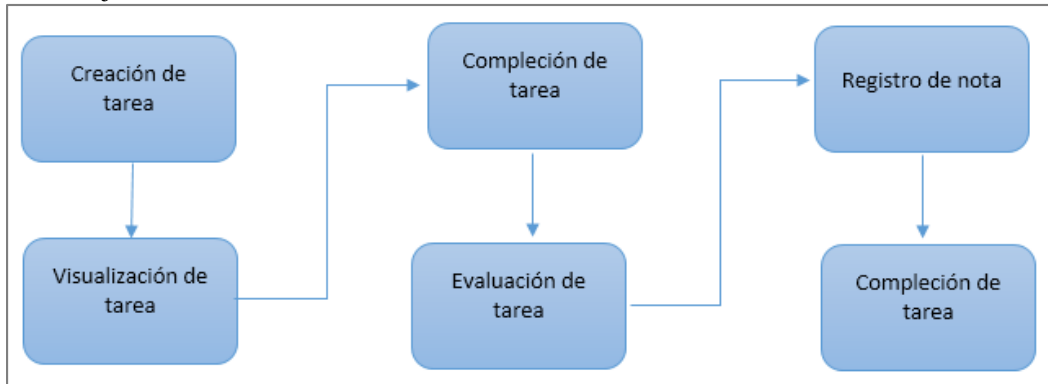 Creación de
tarea
Visualización de
tarea
Compleción de
tarea
Evaluación de
tarea
Registro de nota
Compleción de
tarea